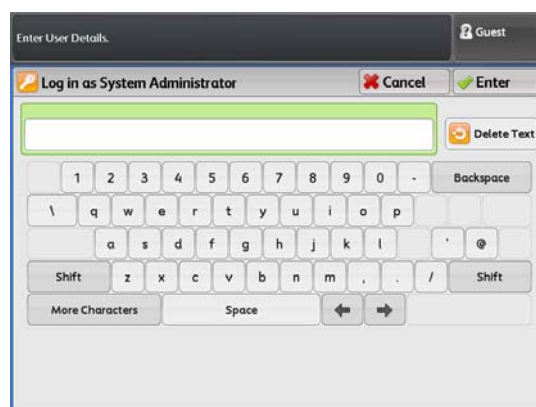 Enter User Details.
Guest
Log in as System Administrator
Cancel
Enter
Delete Text
1 2 3 4 5 6 7 8 9 0 - Backspace
\ q w e r t y u i o p
a s d f g h j k l ' @
Shift z x c v b n m , . / Shift
More Characters Space